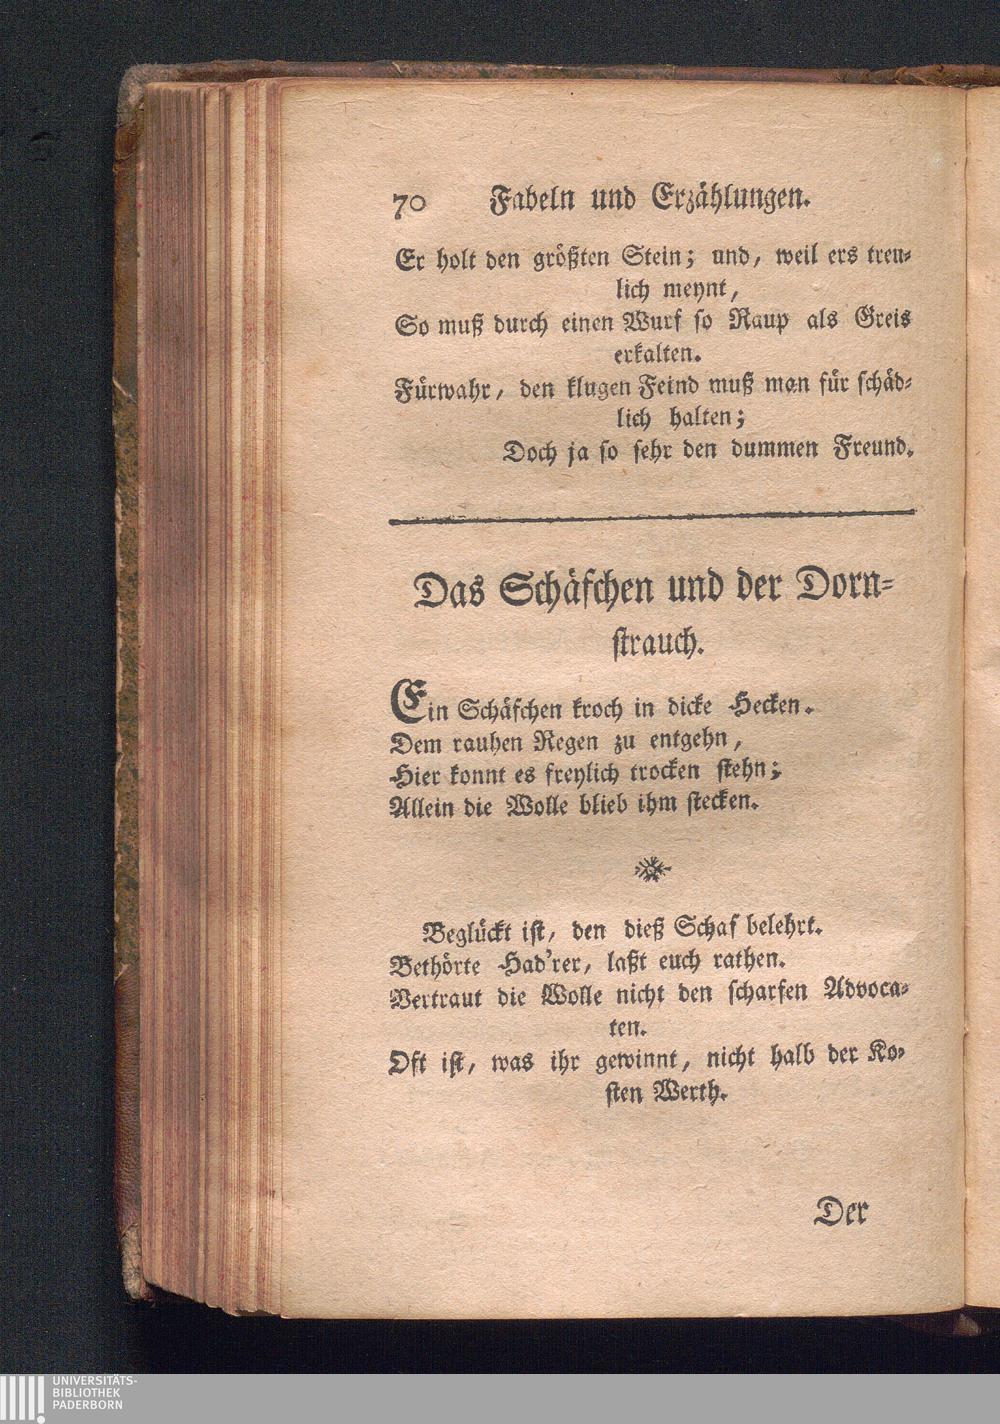 70 Fabeln und Erzählungen.
Er holt den größten Stein; und, weil ers treu-
lich meynt,
So muß durch einen Wurf so Raup als Greis
erkalten.
Fürwahr, den klugen Feind muß man für schäd-
lich halten;
Doch ja so sehr den dummen Freund.
Das Schäfchen und der Dorn-
strauch.
Ein Schäfchen kroch in dicke Hecken.
Dem rauhen Regen zu entgehn,
Hier konnt es freylich trocken stehn;
Allein die Wolle blieb ihm stecken.
Beglückt ist, den dieß Schaf belehrt.
Bethörte Had'rer, laßt euch rathen.
Vertraut die Wolle nicht den scharfen Advoca-
ten.
Oft ist, was ihr gewinnt, nicht halb der Ko-
sten Werth.
Der
UNIVERSITÄTS-
BIBLIOTHEK
PADERBORN